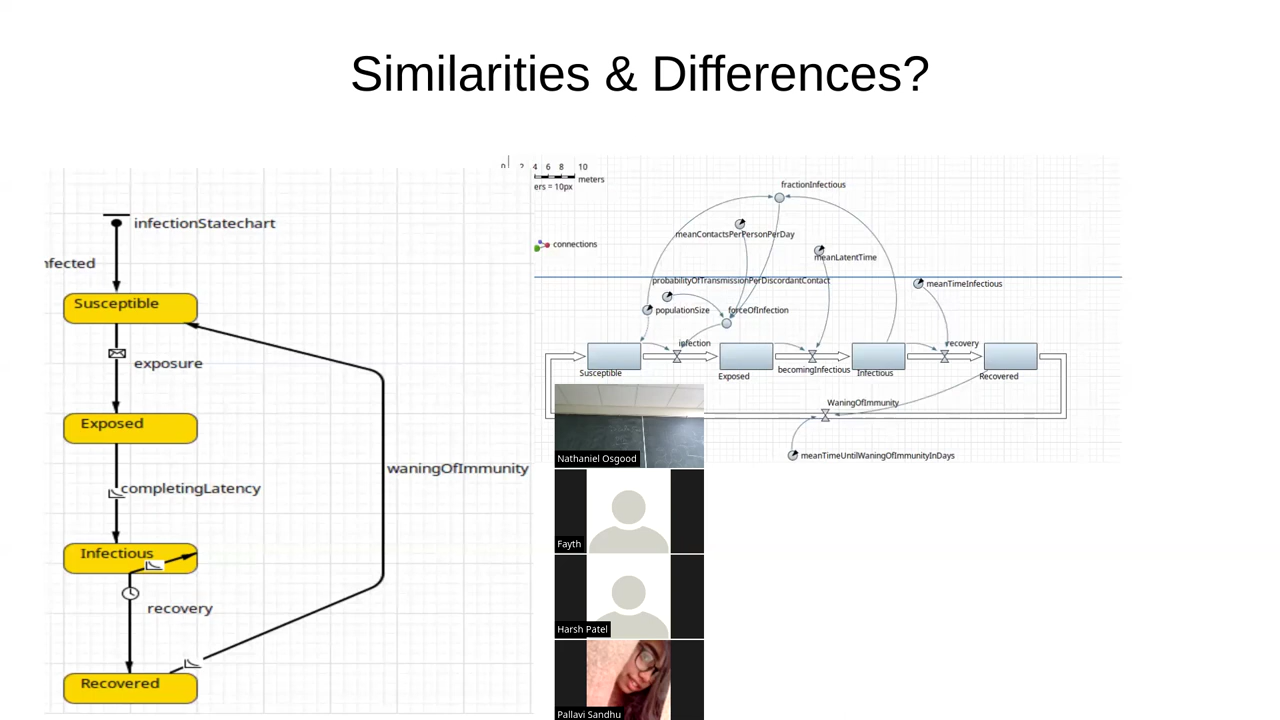 Similarities & Differences?
infectionStatechart
nfected
Susceptible
exposure
Exposed
completingLatency
waningOfImmunity
Infectious
recovery
Recovered
0 2 4 6 8 10
meters
ers = 10px
connections
fractionInfectious
meanContactsPerPersonPerDay
meanLatentTime
probabilityOfTransmissionPerDiscordantContact
meanTimeInfectious
populationSize
forceOfInfection
infection
recovery
Susceptible
Exposed
becomingInfectious
Infectious
Recovered
WaningOfImmunity
meanTimeUntilWaningOfImmunityInDays
Nathaniel Osgood
Fayth
Harsh Patel
Pallavi Sandhu